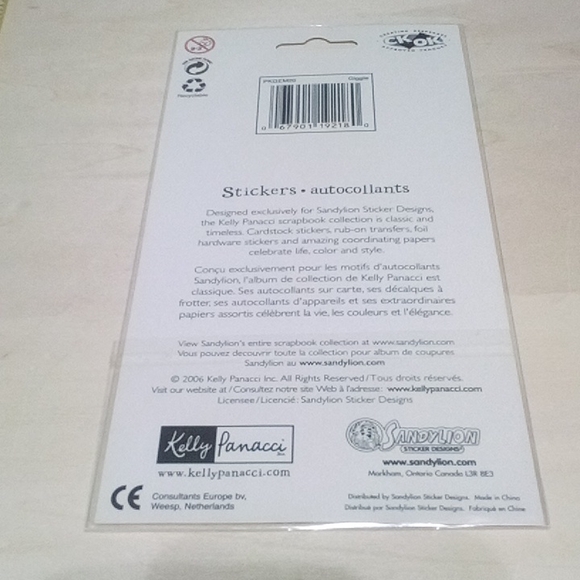 CK OK
PKGEM80 Giggle
0 67901 19218 0
Recyclable
Stickers • autocollants
Designed exclusively for Sandylion Sticker Designs,
the Kelly Panacci scrapbook collection is classic and
timeless. Cardstock stickers, rub-on transfers, foil
hardware stickers and amazing coordinating papers
celebrate life, color and style.
Conçu exclusivement pour les motifs d'autocollants
Sandylion, l'album de collection de Kelly Panacci est
classique. Ses autocollants sur carte, ses décalques à
frotter, ses autocollants d'appareils et ses extraordinaires
papiers assortis célèbrent la vie, les couleurs et l'élégance.
View Sandylion's entire scrapbook collection at www.sandylion.com
Vous pouvez decouvrir toute la collection pour album de coupures
Sandylion au www.sandylion.com
© 2006 Kelly Panacci Inc. All Rights Reserved/Tous droits réservés.
Visit our website at / Consultez notre site Web à l'adresse: www.kellypanacci.com
Licensee/Licencié: Sandylion Sticker Designs
Kelly Panacci
www.kellypanacci.com
SANDYLION
STICKER DESIGNS
www.sandylion.com
Markham, Ontario Canada L3R 8E3
CE Consultants Europe bv,
Weesp, Netherlands
Distributed by Sandylion Sticker Designs. Made in China
Distribué par Sandylion Sticker Designs. Fabriqué en Chine